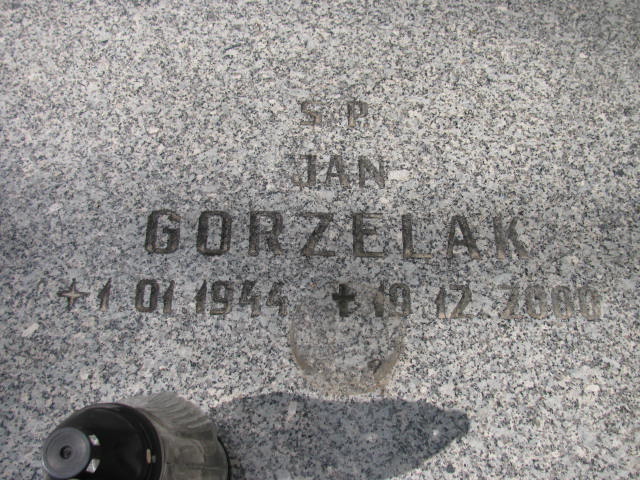 Ś P
JAN
GORZELAK
1 01.1944 19.12.2000